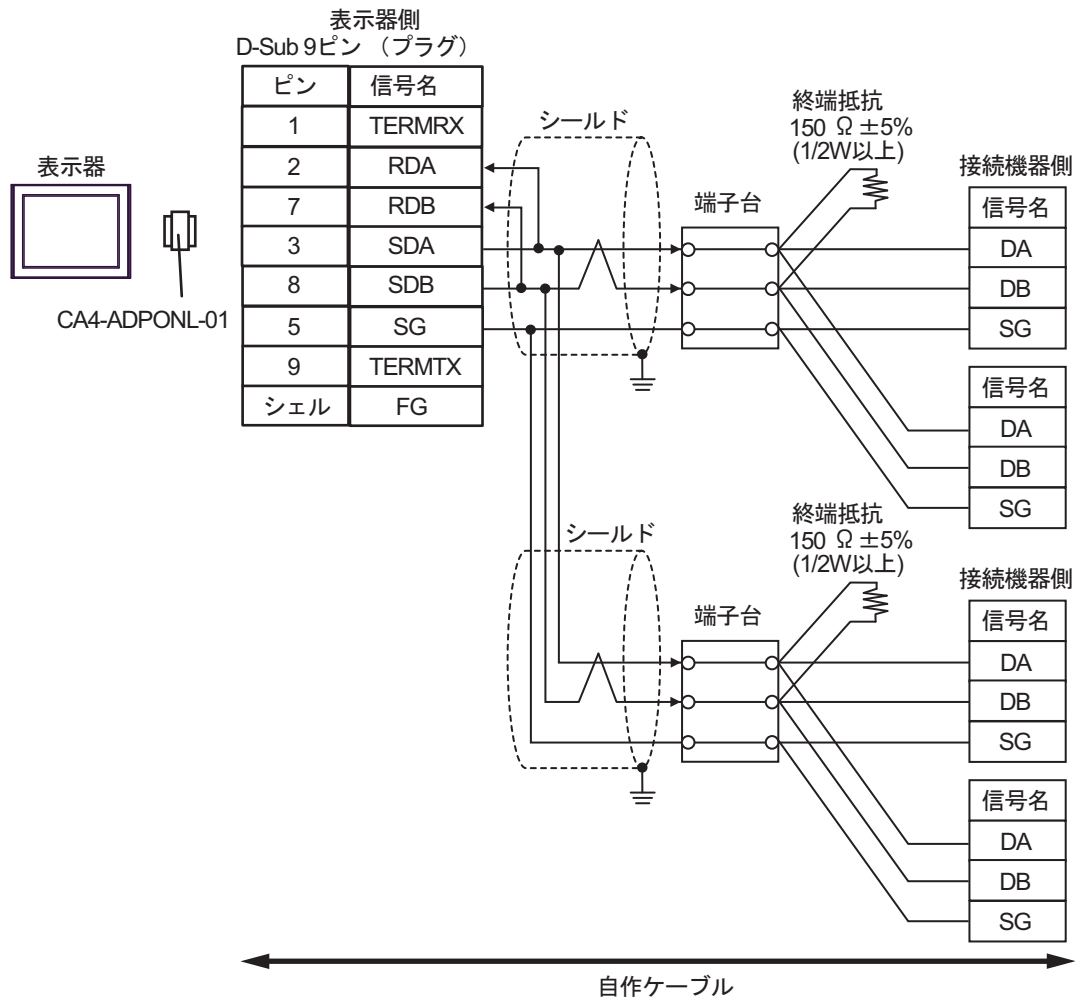 表示器側
D-Sub 9ピン （プラグ）
表示器
CA4-ADPONL-01
ピン 信号名
1 TERMRX
2 RDA
7 RDB
3 SDA
8 SDB
5 SG
9 TERMTX
シェル FG
シールド
端子台
終端抵抗
150 Ω ±5%
(1/2W以上)
接続機器側
信号名
DA
DB
SG
信号名
DA
DB
SG
シールド
端子台
終端抵抗
150 Ω ±5%
(1/2W以上)
接続機器側
信号名
DA
DB
SG
信号名
DA
DB
SG
自作ケーブル